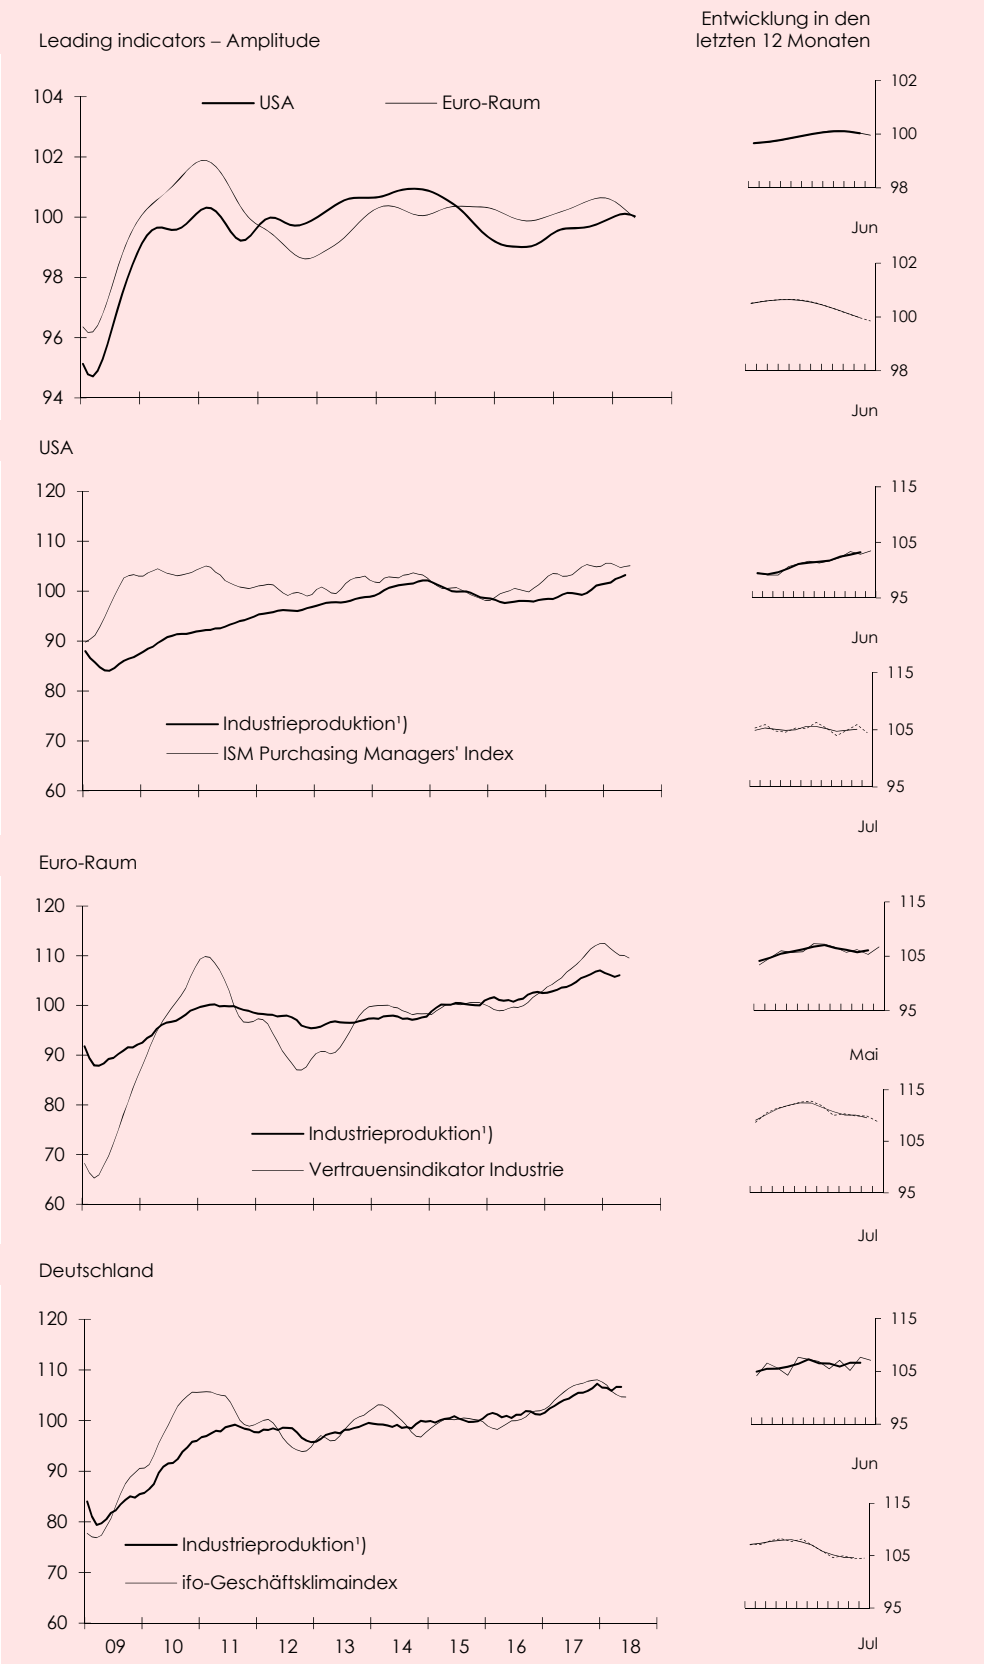 Entwicklung in den
letzten 12 Monaten
Leading indicators – Amplitude
104
102
100
98
96
94
USA
Euro-Raum
102
100
98
Jun
102
100
98
Jun
USA
120
110
100
90
80
70
60
Industrieproduktion¹)
ISM Purchasing Managers' Index
115
105
95
Jun
115
105
95
Jul
Euro-Raum
120
110
100
90
80
70
60
Industrieproduktion¹)
Vertrauensindikator Industrie
115
105
95
Mai
115
105
95
Jul
Deutschland
120
110
100
90
80
70
60
Industrieproduktion¹)
ifo-Geschäftsklimaindex
09 10 11 12 13 14 15 16 17 18
115
105
95
Jun
115
105
95
Jul